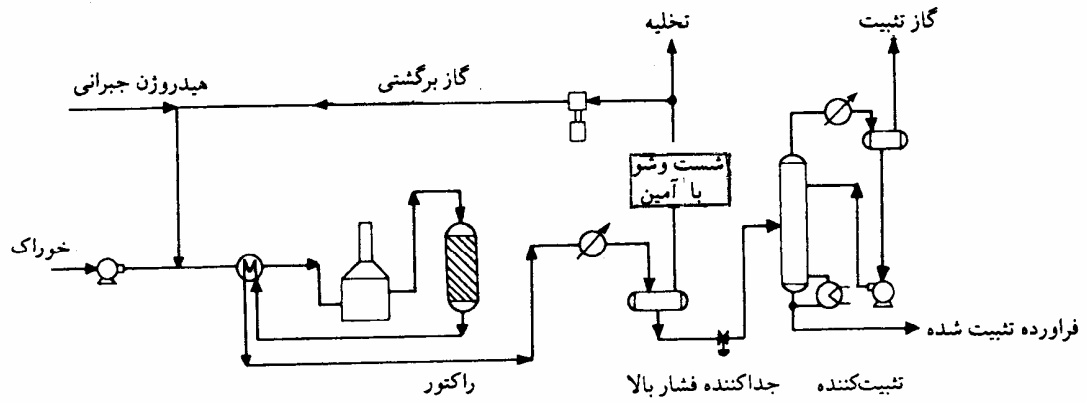 تخلیه
گاز تثبیت
هیدروژن جبرانی
گاز برگشتی
شست وشو
با آمین
خوراک
فراورده تثبیت شده
راکتور
جداکننده فشار بالا
تثبیت‌کننده